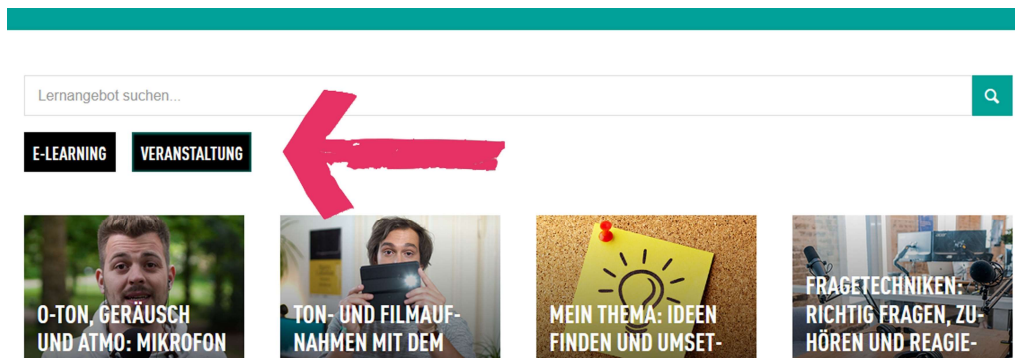 Lernangebot suchen...
E-LEARNING
VERANSTALTUNG
O-TON, GERÄUSCH
UND ATMO: MIKROFON
TON- UND FILMAUF-
NAHMEN MIT DEM
MEIN THEMA: IDEEN
FINDEN UND UMSET-
FRAGETECHNIKEN:
RICHTIG FRAGEN, ZU-
HÖREN UND REAGIE-